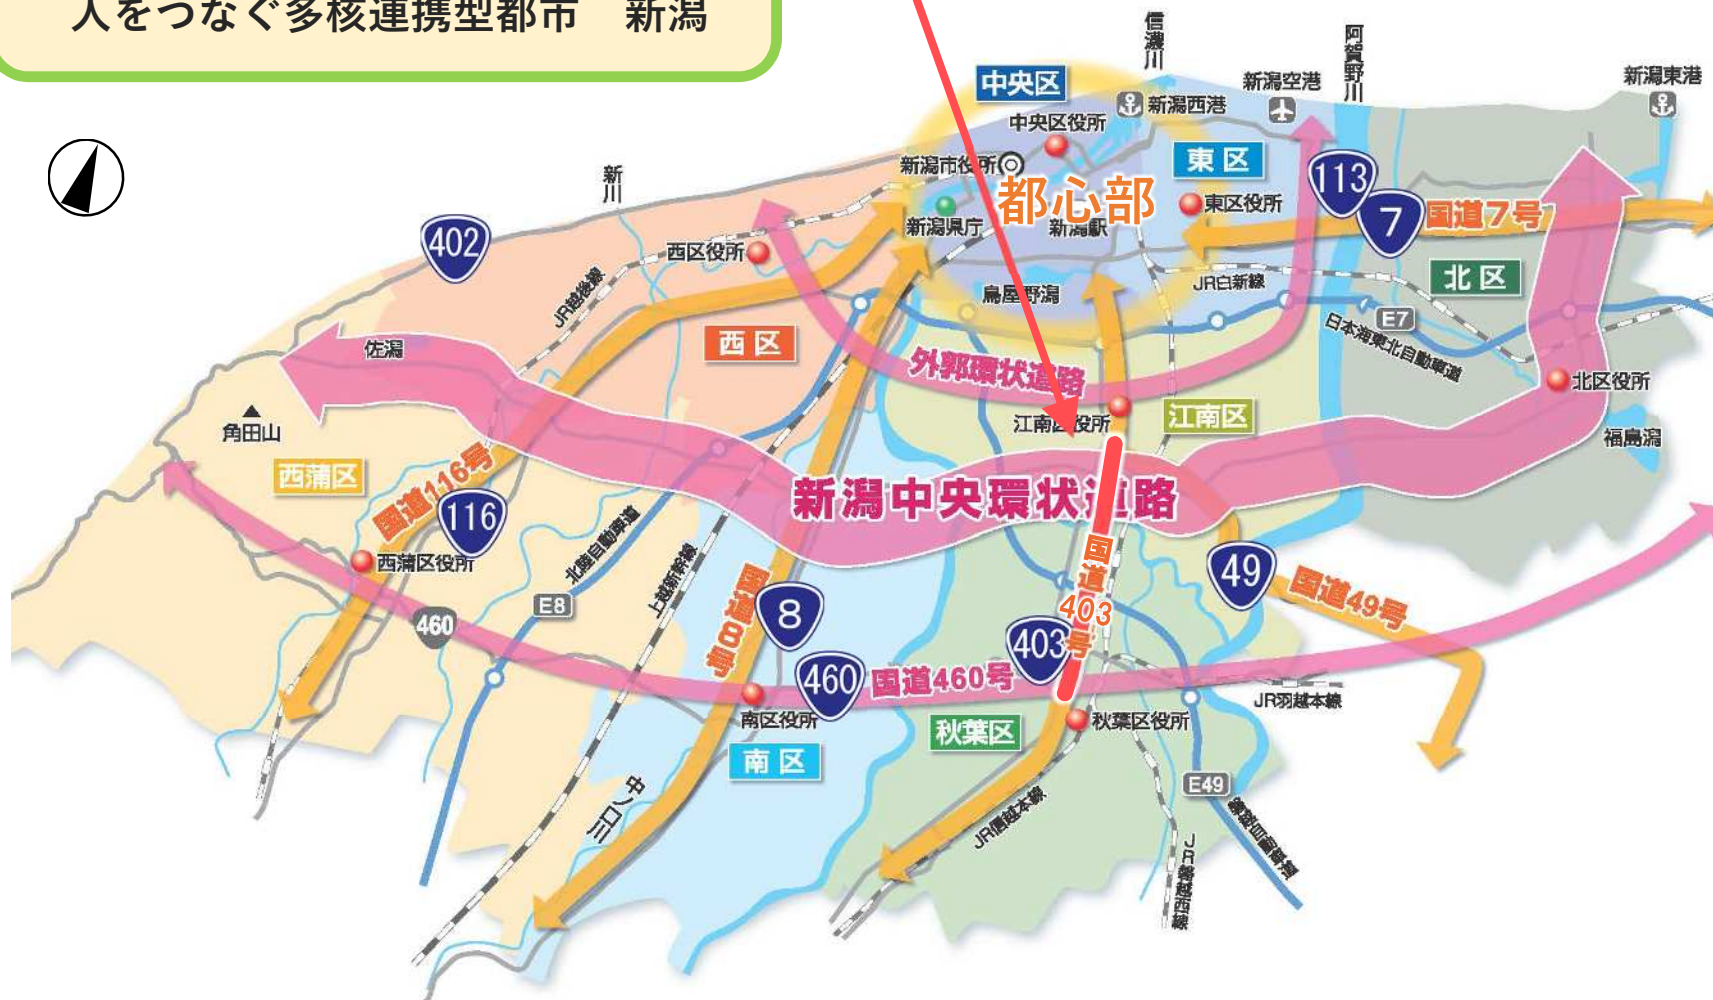 人をつなぐ多核連携型都市　新潟
信濃川
阿賀野川
新潟東港
中央区
新潟空港
新潟西港
中央区役所
新潟市役所
東区
113
新川
都心部
東区役所
7
国道7号
402
新潟県庁
新潟駅
西区役所
JR越後線
鳥屋野潟
JR白新線
北区
E7
日本海東北自動車道
西区
佐潟
外郭環状道路
北区役所
江南区役所
江南区
角田山
福島潟
西蒲区
国道116号
116
新潟中央環状道路
西蒲区役所
北陸自動車道
上越新幹線
国道403号
49
国道49号
E8
国道8号
8
460
403
460
国道460号
JR羽越本線
南区役所
秋葉区
秋葉区役所
南区
中ノ口川
E49
磐越自動車道
JR信越本線
JR磐越西線